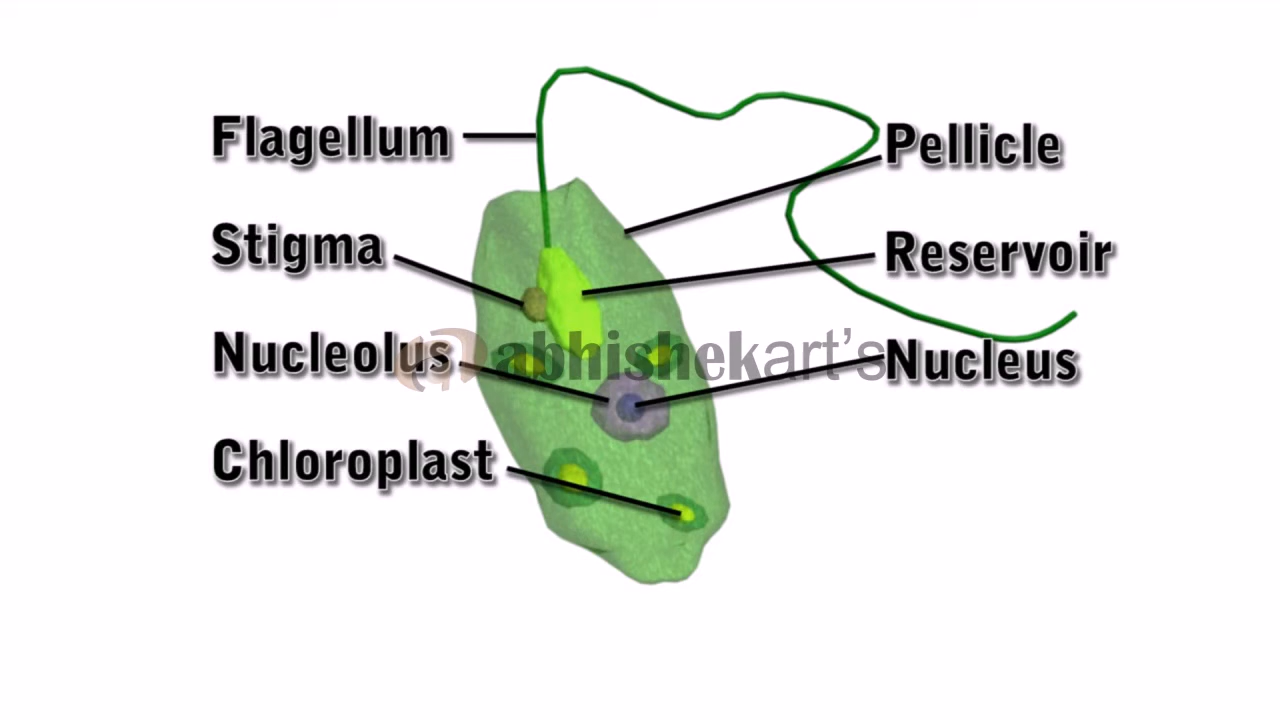 Flagellum
Stigma
Nucleolus
Chloroplast
Pellicle
Reservoir
Nucleus
abhishekart's